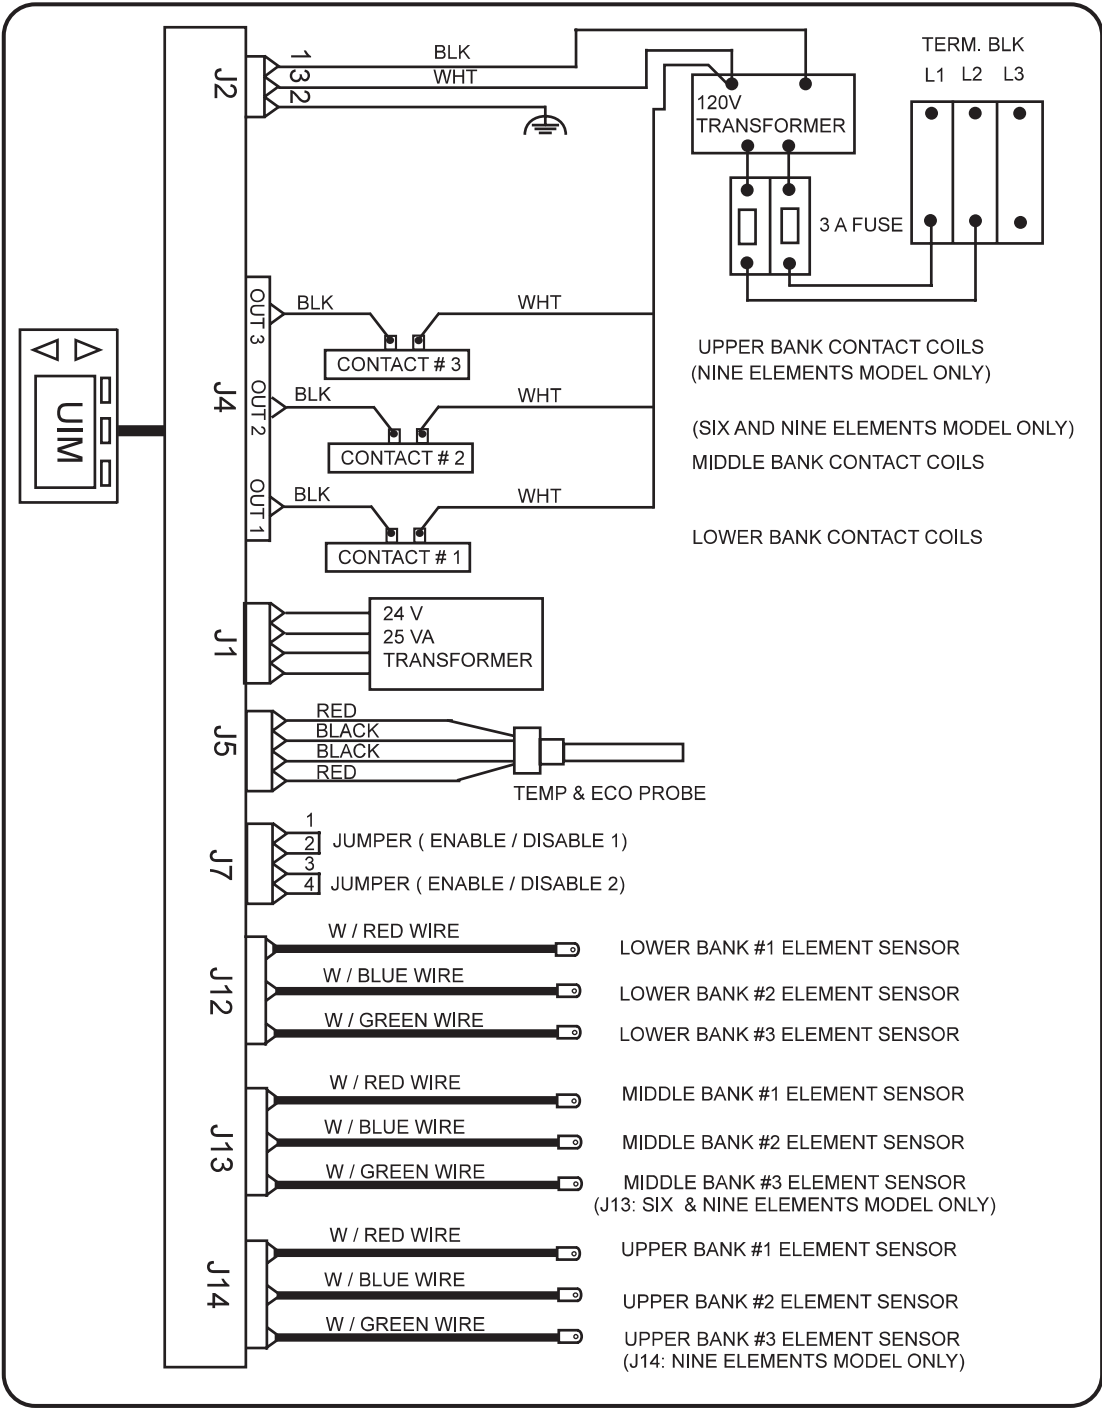 J2
1
3
2
BLK
WHT
120V
TRANSFORMER
TERM. BLK
L1 L2 L3
3 A FUSE
J4
OUT 3
BLK
WHT
CONTACT # 3
UPPER BANK CONTACT COILS
(NINE ELEMENTS MODEL ONLY)
UIM
OUT 2
BLK
WHT
CONTACT # 2
(SIX AND NINE ELEMENTS MODEL ONLY)
MIDDLE BANK CONTACT COILS
OUT 1
BLK
WHT
CONTACT # 1
LOWER BANK CONTACT COILS
J1
24 V
25 VA
TRANSFORMER
J5
RED
BLACK
BLACK
RED
TEMP & ECO PROBE
J7
1
2
JUMPER ( ENABLE / DISABLE 1)
3
4
JUMPER ( ENABLE / DISABLE 2)
J12
W / RED WIRE
LOWER BANK #1 ELEMENT SENSOR
W / BLUE WIRE
LOWER BANK #2 ELEMENT SENSOR
W / GREEN WIRE
LOWER BANK #3 ELEMENT SENSOR
J13
W / RED WIRE
MIDDLE BANK #1 ELEMENT SENSOR
W / BLUE WIRE
MIDDLE BANK #2 ELEMENT SENSOR
W / GREEN WIRE
MIDDLE BANK #3 ELEMENT SENSOR
(J13: SIX & NINE ELEMENTS MODEL ONLY)
J14
W / RED WIRE
UPPER BANK #1 ELEMENT SENSOR
W / BLUE WIRE
UPPER BANK #2 ELEMENT SENSOR
W / GREEN WIRE
UPPER BANK #3 ELEMENT SENSOR
(J14: NINE ELEMENTS MODEL ONLY)